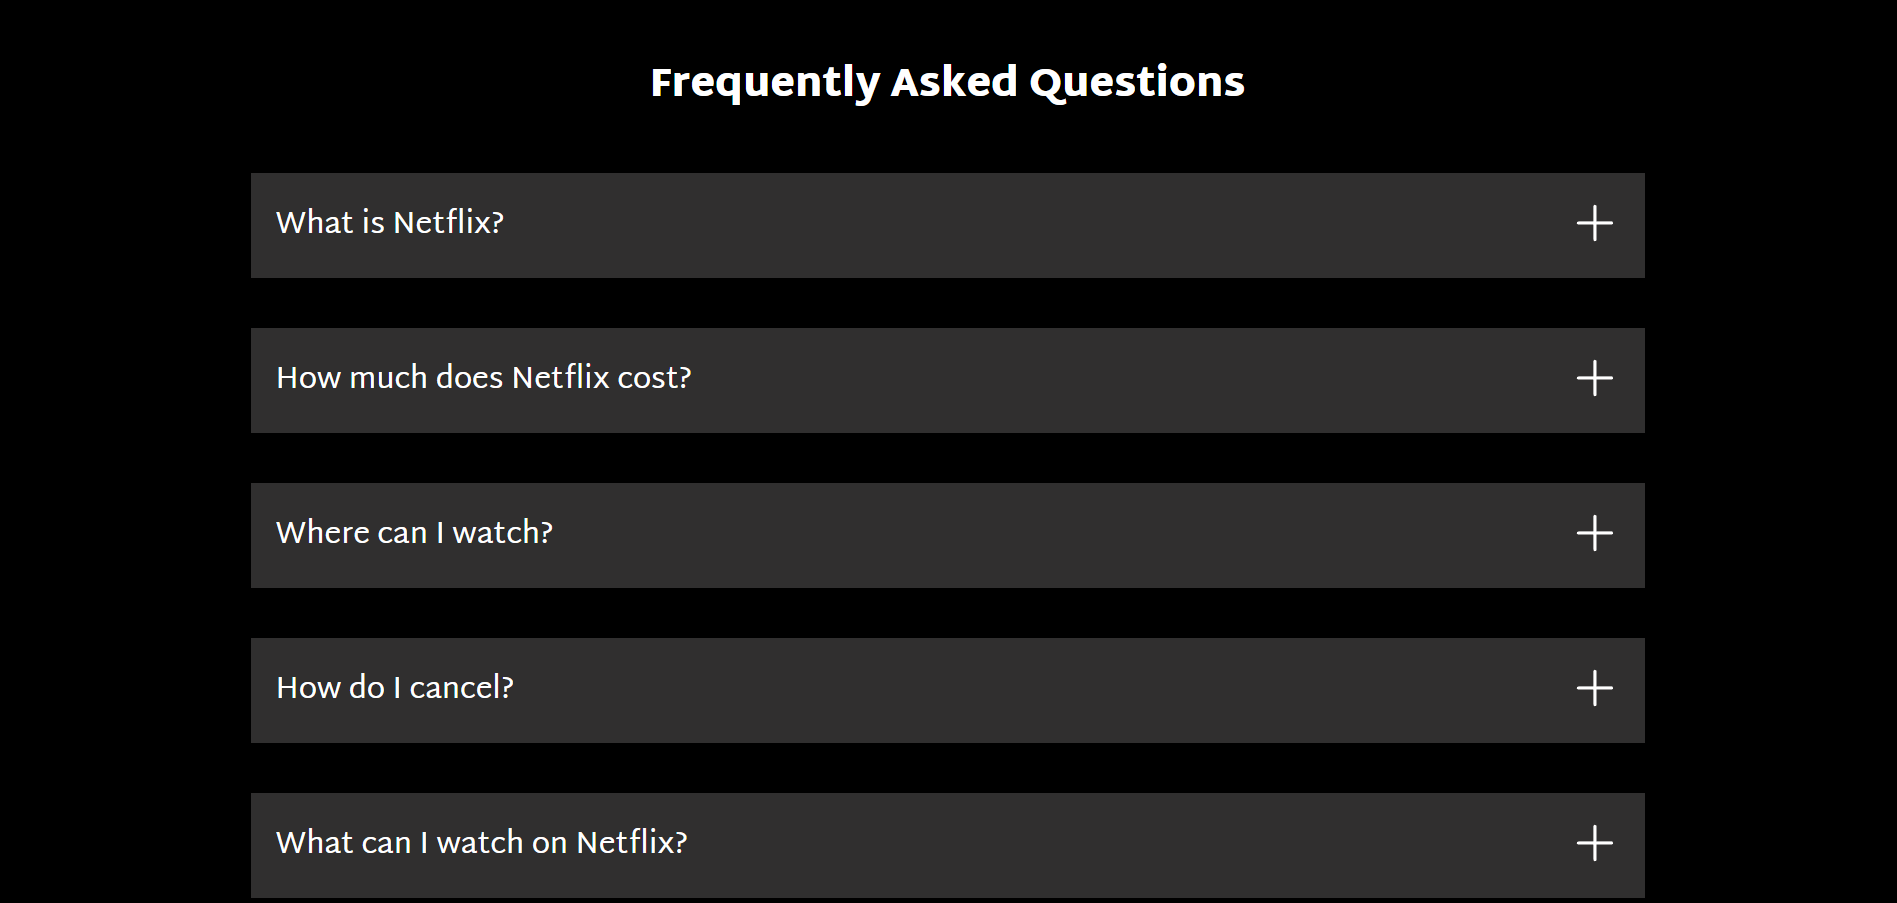 Frequently Asked Questions
What is Netflix?
How much does Netflix cost?
Where can I watch?
How do I cancel?
What can I watch on Netflix?